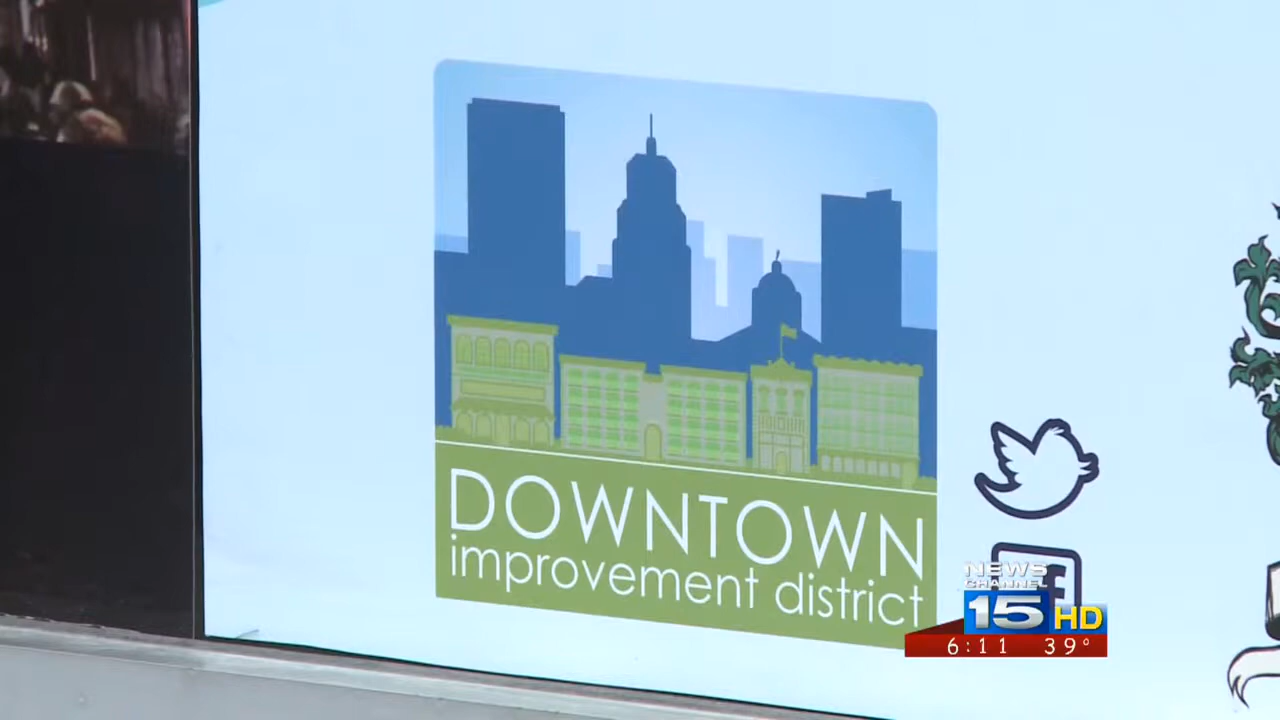 DOWNTOWN
improvement district
NEWS
CHANNEL
15 HD
6:11 39°